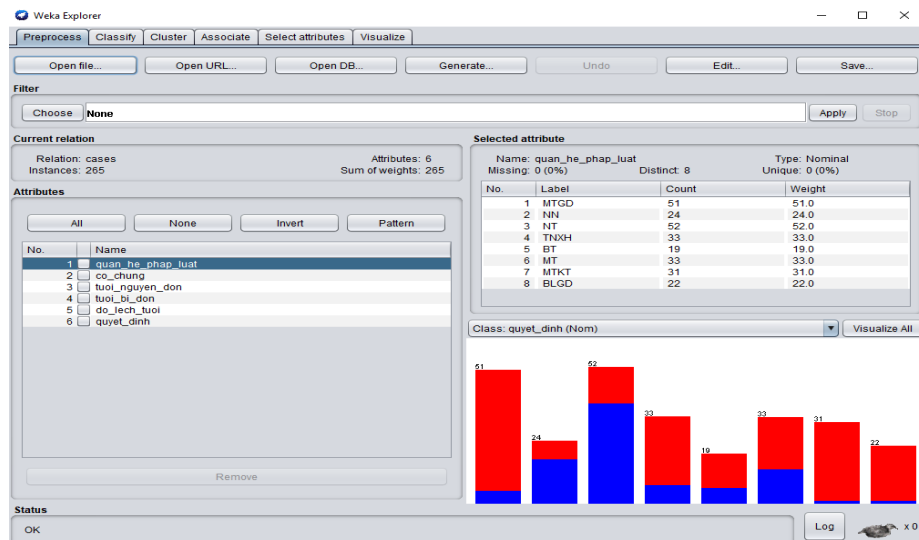 Weka Explorer
Preprocess Classify Cluster Associate Select attributes Visualize
Open file... Open URL... Open DB... Generate... Undo Edit... Save...
Filter
Choose None Apply Stop
Current relation
Relation: cases Attributes: 6
Instances: 265 Sum of weights: 265
Attributes
All None Invert Pattern
No. Name
1 quan_he_phap_luat
2 co_chung
3 tuoi_nguyen_don
4 tuoi_bi_don
5 do_lech_tuoi
6 quyet_dinh
Remove
Selected attribute
Name: quan_he_phap_luat Type: Nominal
Missing: 0 (0%) Distinct: 8 Unique: 0 (0%)
No. Label Count Weight
1 MTGD 51 51.0
2 NN 24 24.0
3 NT 52 52.0
4 TNXH 33 33.0
5 BT 19 19.0
6 MT 33 33.0
7 MTKT 31 31.0
8 BLGD 22 22.0
Class: quyet_dinh (Nom) Visualize All
51 24 52 33 19 33 31 22
Status
OK Log x 0